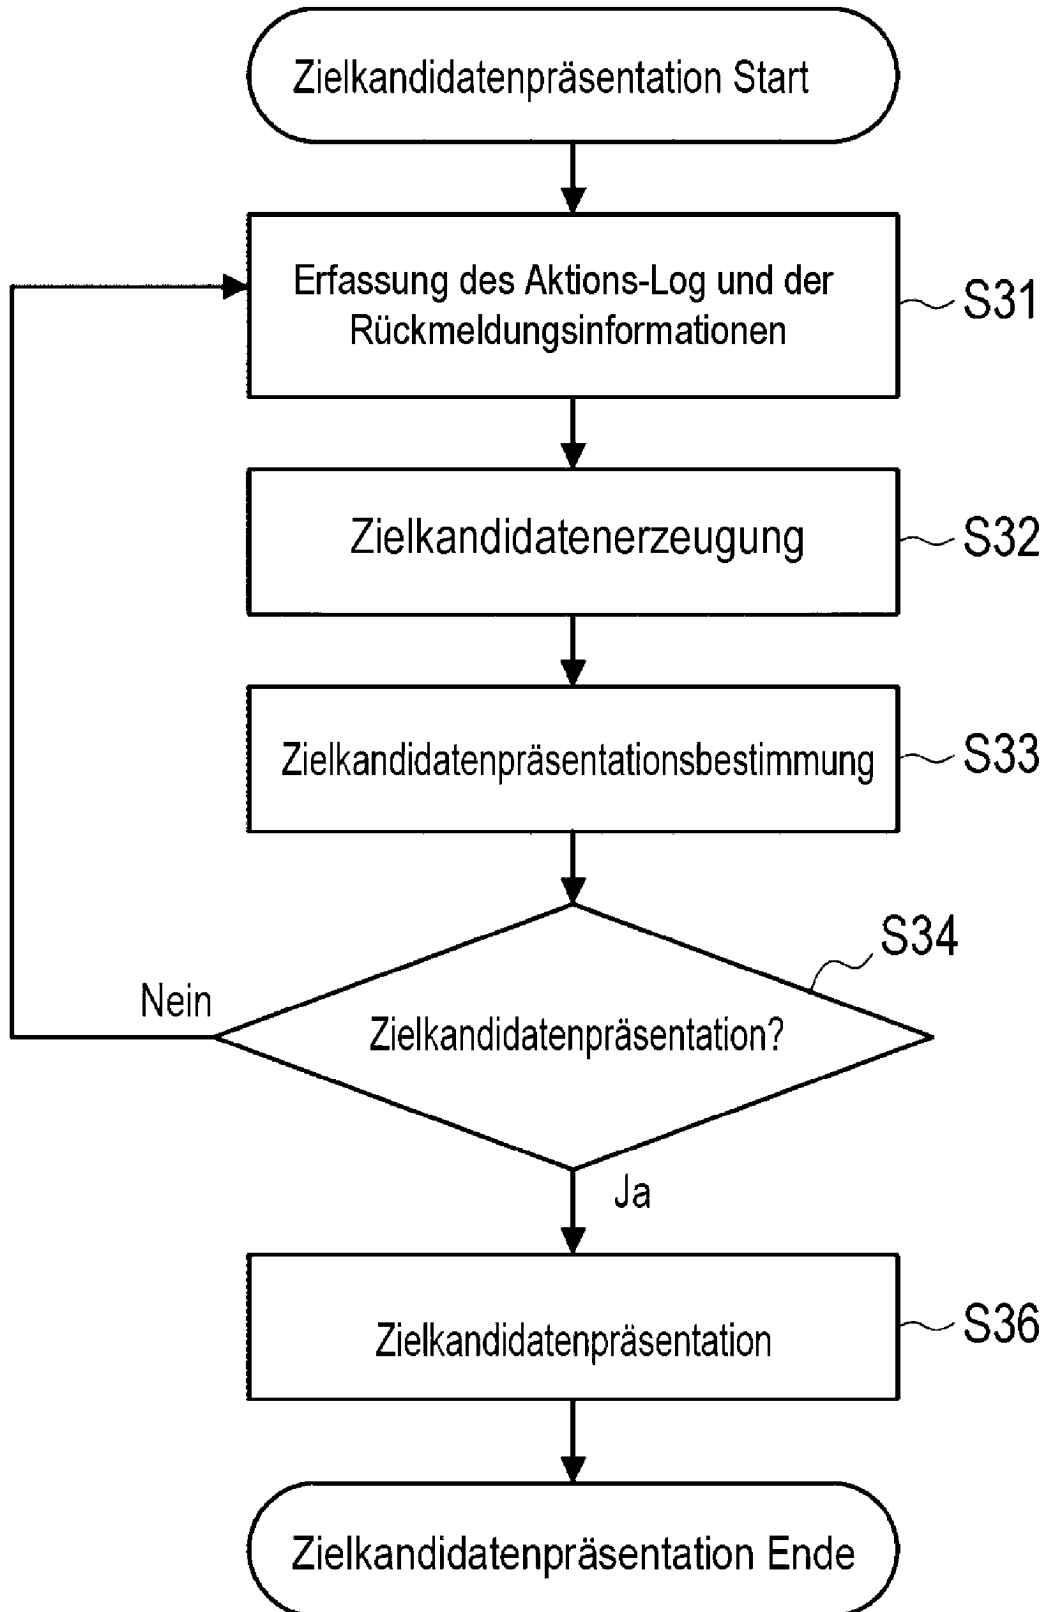 Zielkandidatenpräsentation Start
Erfassung des Aktions-Log und der
Rückmeldungsinformationen
S31
Zielkandidatenerzeugung
S32
Zielkandidatenpräsentationsbestimmung
S33
S34
Nein
Zielkandidatenpräsentation?
Ja
Zielkandidatenpräsentation
S36
Zielkandidatenpräsentation Ende